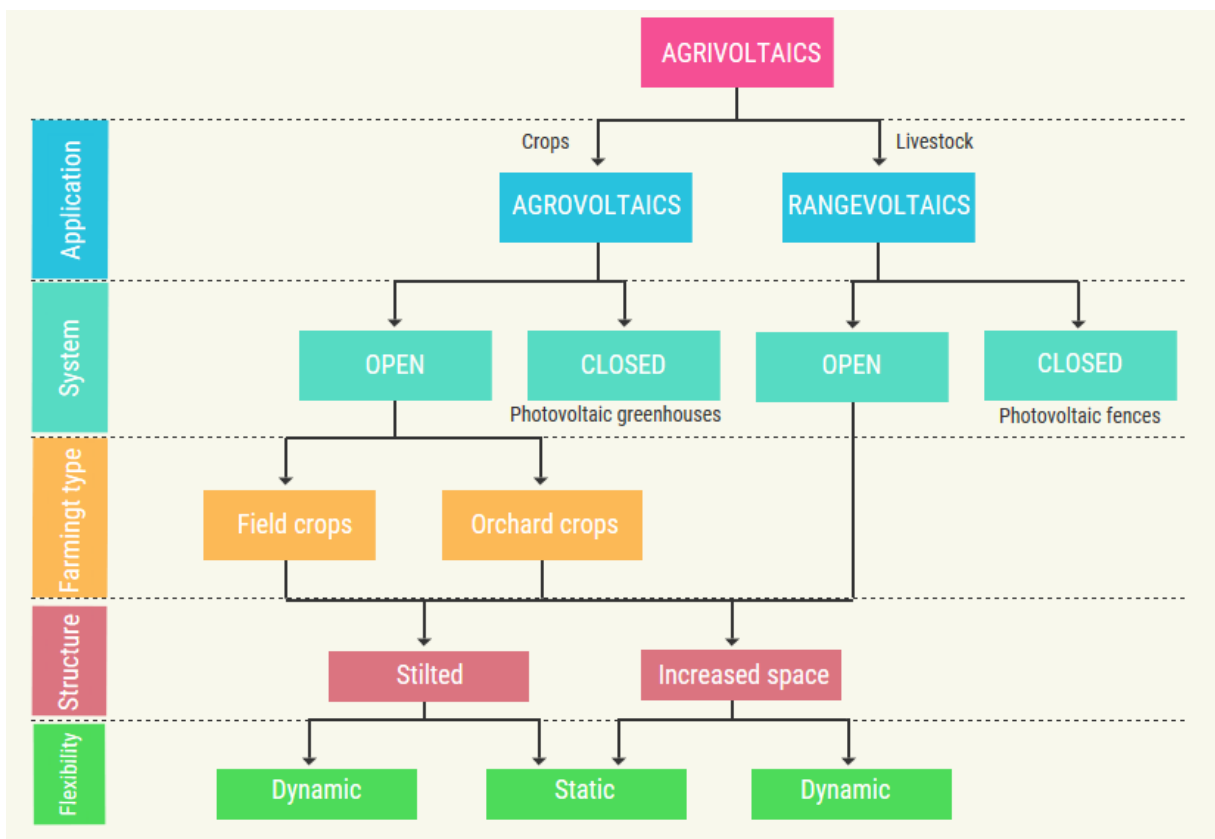 AGRIVOLTAICS
Crops
Livestock
Application
AGROVOLTAICS
RANGEVOLTAICS
System
OPEN
CLOSED
OPEN
CLOSED
Photovoltaic greenhouses
Photovoltaic fences
Farmingt type
Field crops
Orchard crops
Structure
Stilted
Increased space
Flexibility
Dynamic
Static
Dynamic